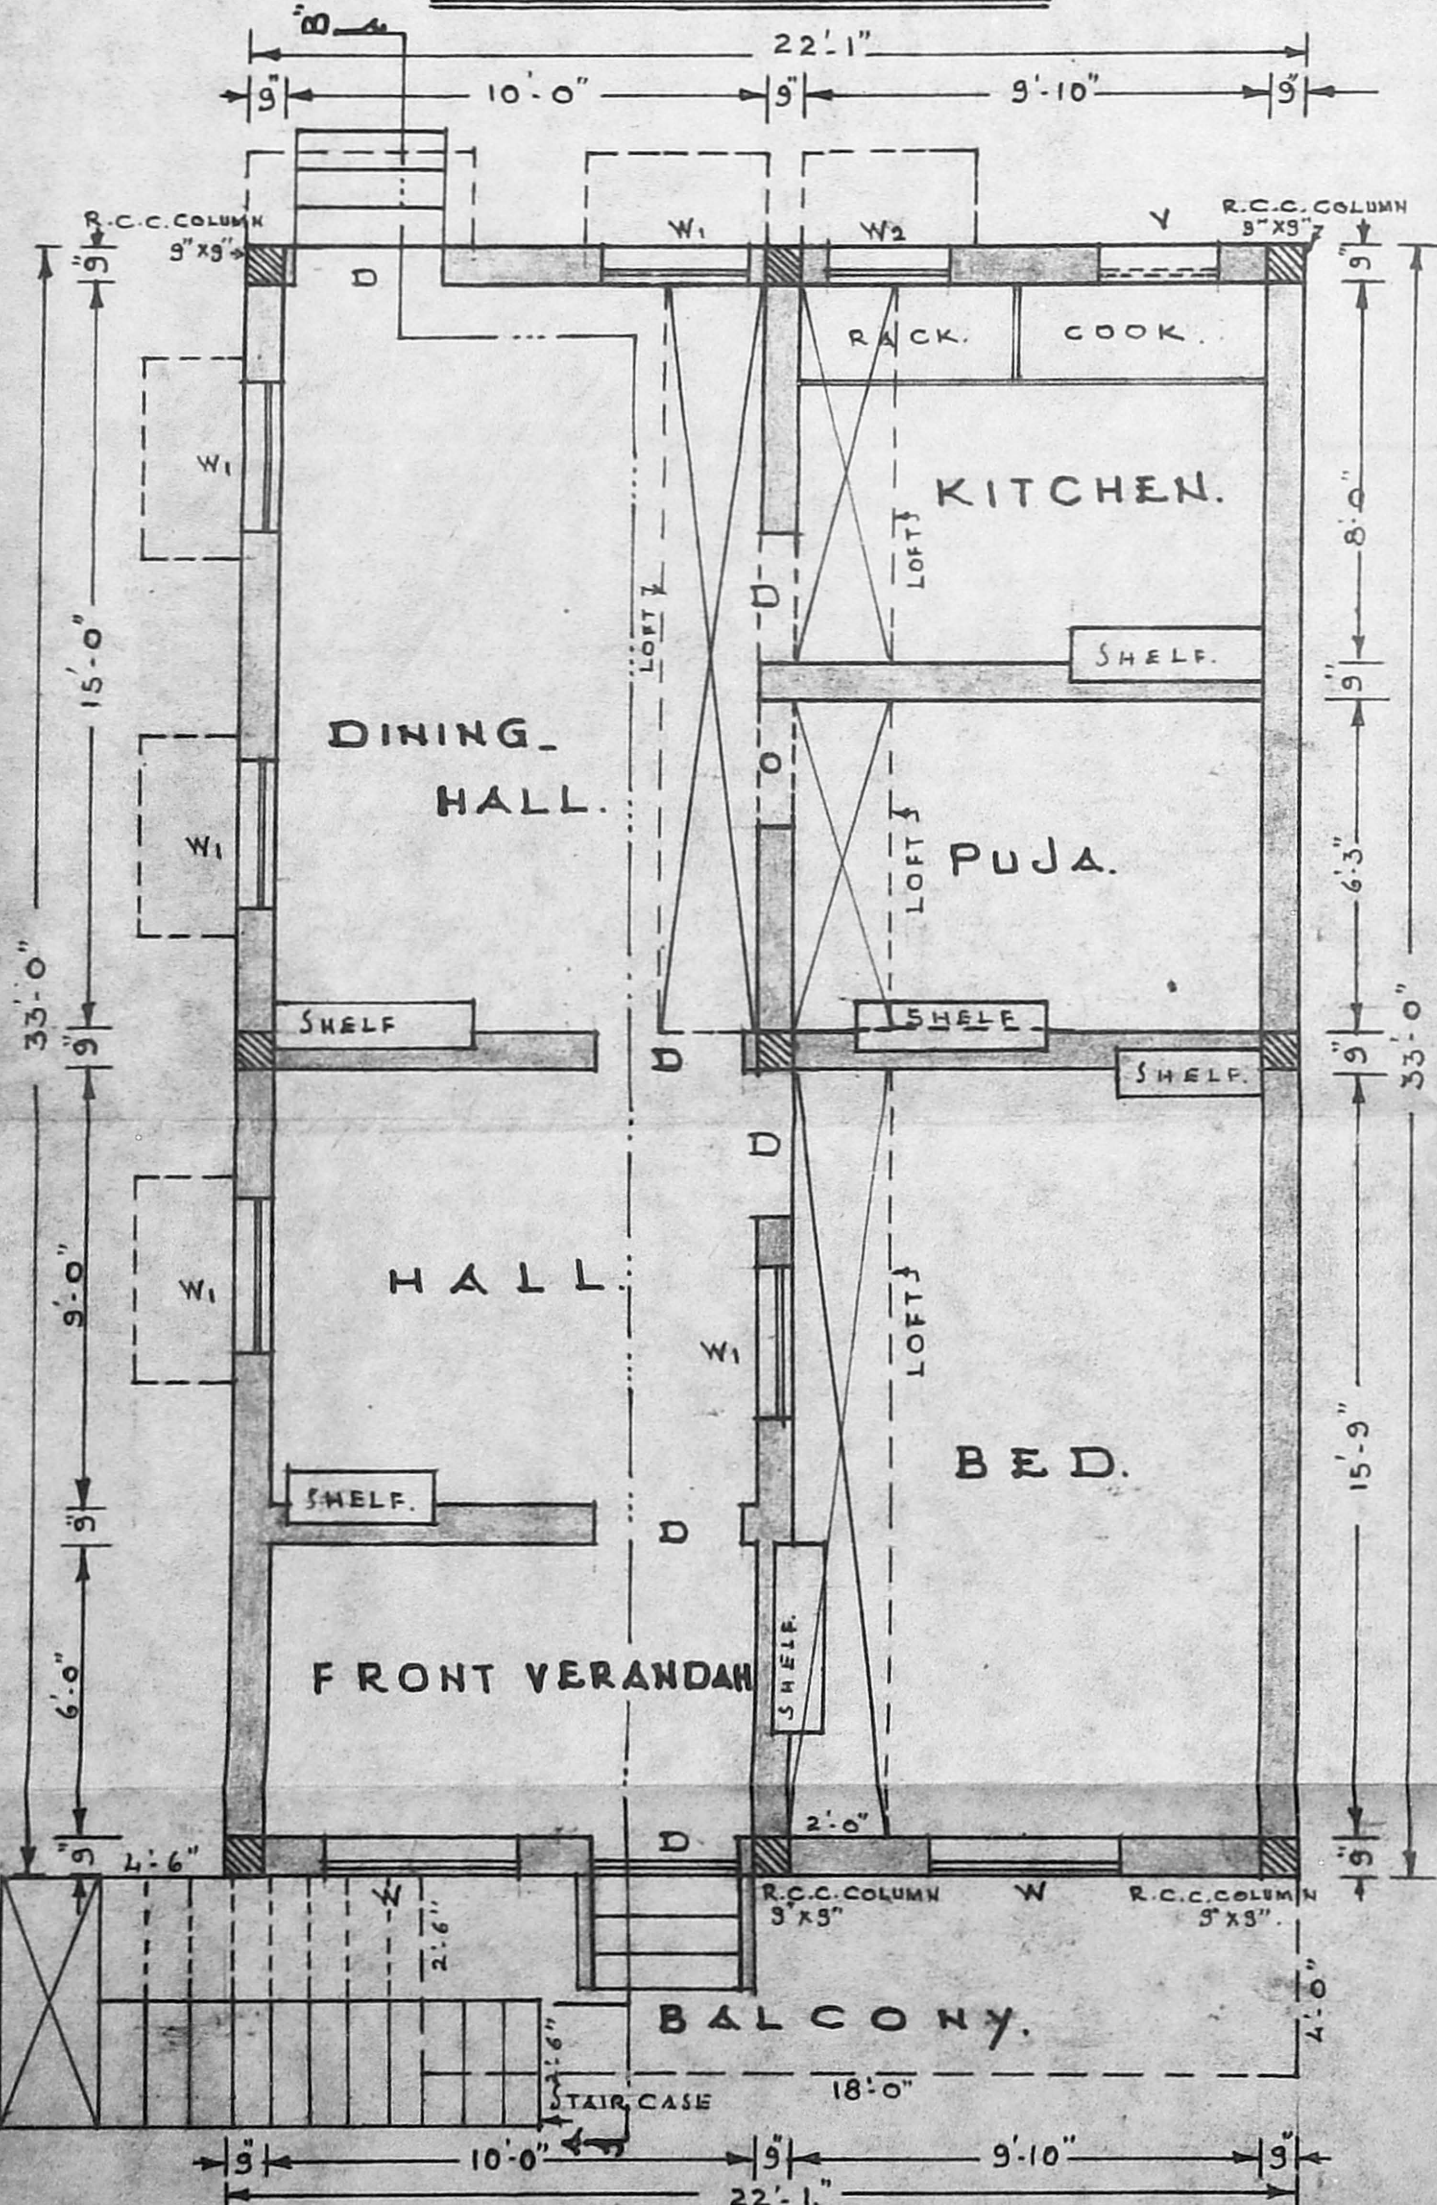 "B
22'-1"
9" 10'-0" 9" 9'-10" 9"
R.C.C. COLUMN
9"X9"
W1 W2 V
R.C.C. COLUMN
9"X9"
9" D 9"
RACK. COOK.
W1
KITCHEN.
8'-0"
LOFT
D
LOFT
15'-0"
SHELF.
9"
DINING-
HALL.
O
W1
PUJA.
LOFT
6'-3"
33'-0"
SHELF
SHELF
9" D 9"
33'-0"
SHELF.
D
9'-0"
W1
HALL.
W1
LOFT
BED.
15'-9"
SHELF.
9" D
SHELF.
6'-0"
FRONT VERANDAH
2'-0"
9" 4'-6" D 9"
W
R.C.C. COLUMN
9"X9"
W
R.C.C. COLUMN
9"X9".
2'-6"
BALCONY.
4'-0"
2'-6"
18'-0"
STAIR CASE
A
9" 10'-0" 9" 9'-10" 9"
22'-1"